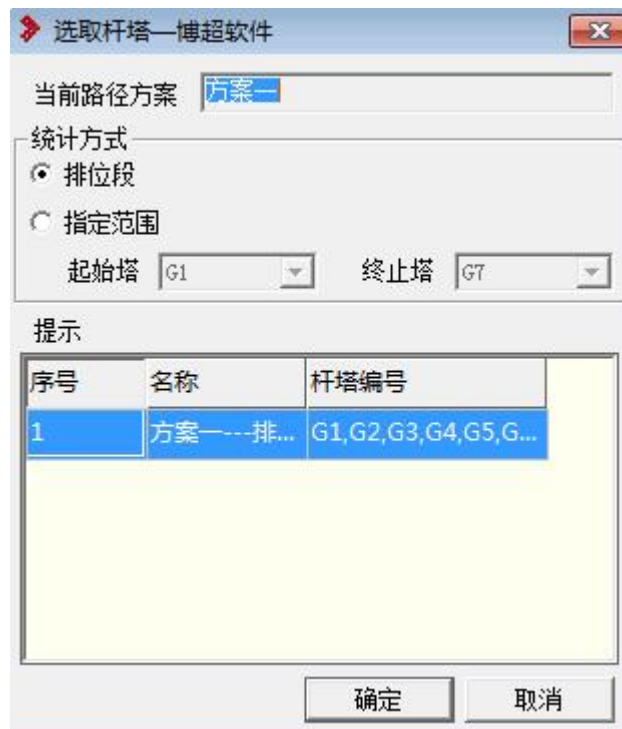 选取杆塔—博超软件
当前路径方案 方案一
统计方式
排位段
指定范围
起始塔 G1 终止塔 G7
提示
序号 名称 杆塔编号
1 方案一---排... G1,G2,G3,G4,G5,G...
确定 取消